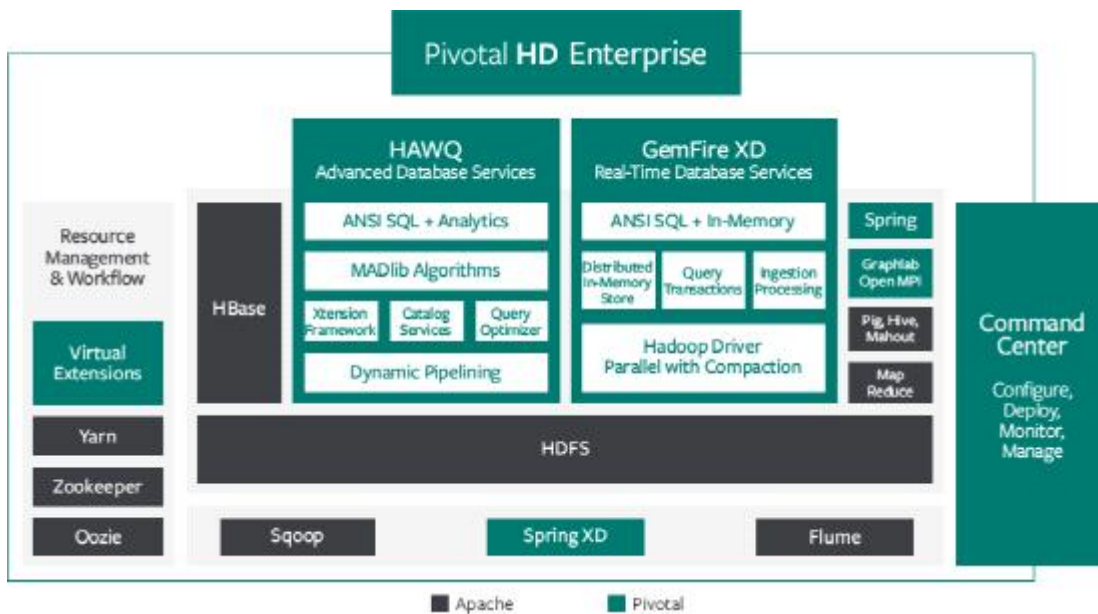 Pivotal HD Enterprise
HAWQ
Advanced Database Services
ANSI SQL + Analytics
MADlib Algorithms
Xtension
Framework
Catalog
Services
Query
Optimizer
Dynamic Pipelining
GemFire XD
Real-Time Database Services
ANSI SQL + In-Memory
Distributed
In-Memory
Store
Query
Transactions
Ingestion
Processing
Hadoop Driver
Parallel with Compaction
Resource
Management
& Workflow
Virtual
Extensions
Yarn
Zookeeper
Oozie
HBase
Spring
Graphlab
Open MPI
Pig, Hive,
Mahout
Map
Reduce
Command
Center
Configure,
Deploy,
Monitor,
Manage
HDFS
Sqoop
Spring XD
Flume
Apache
Pivotal